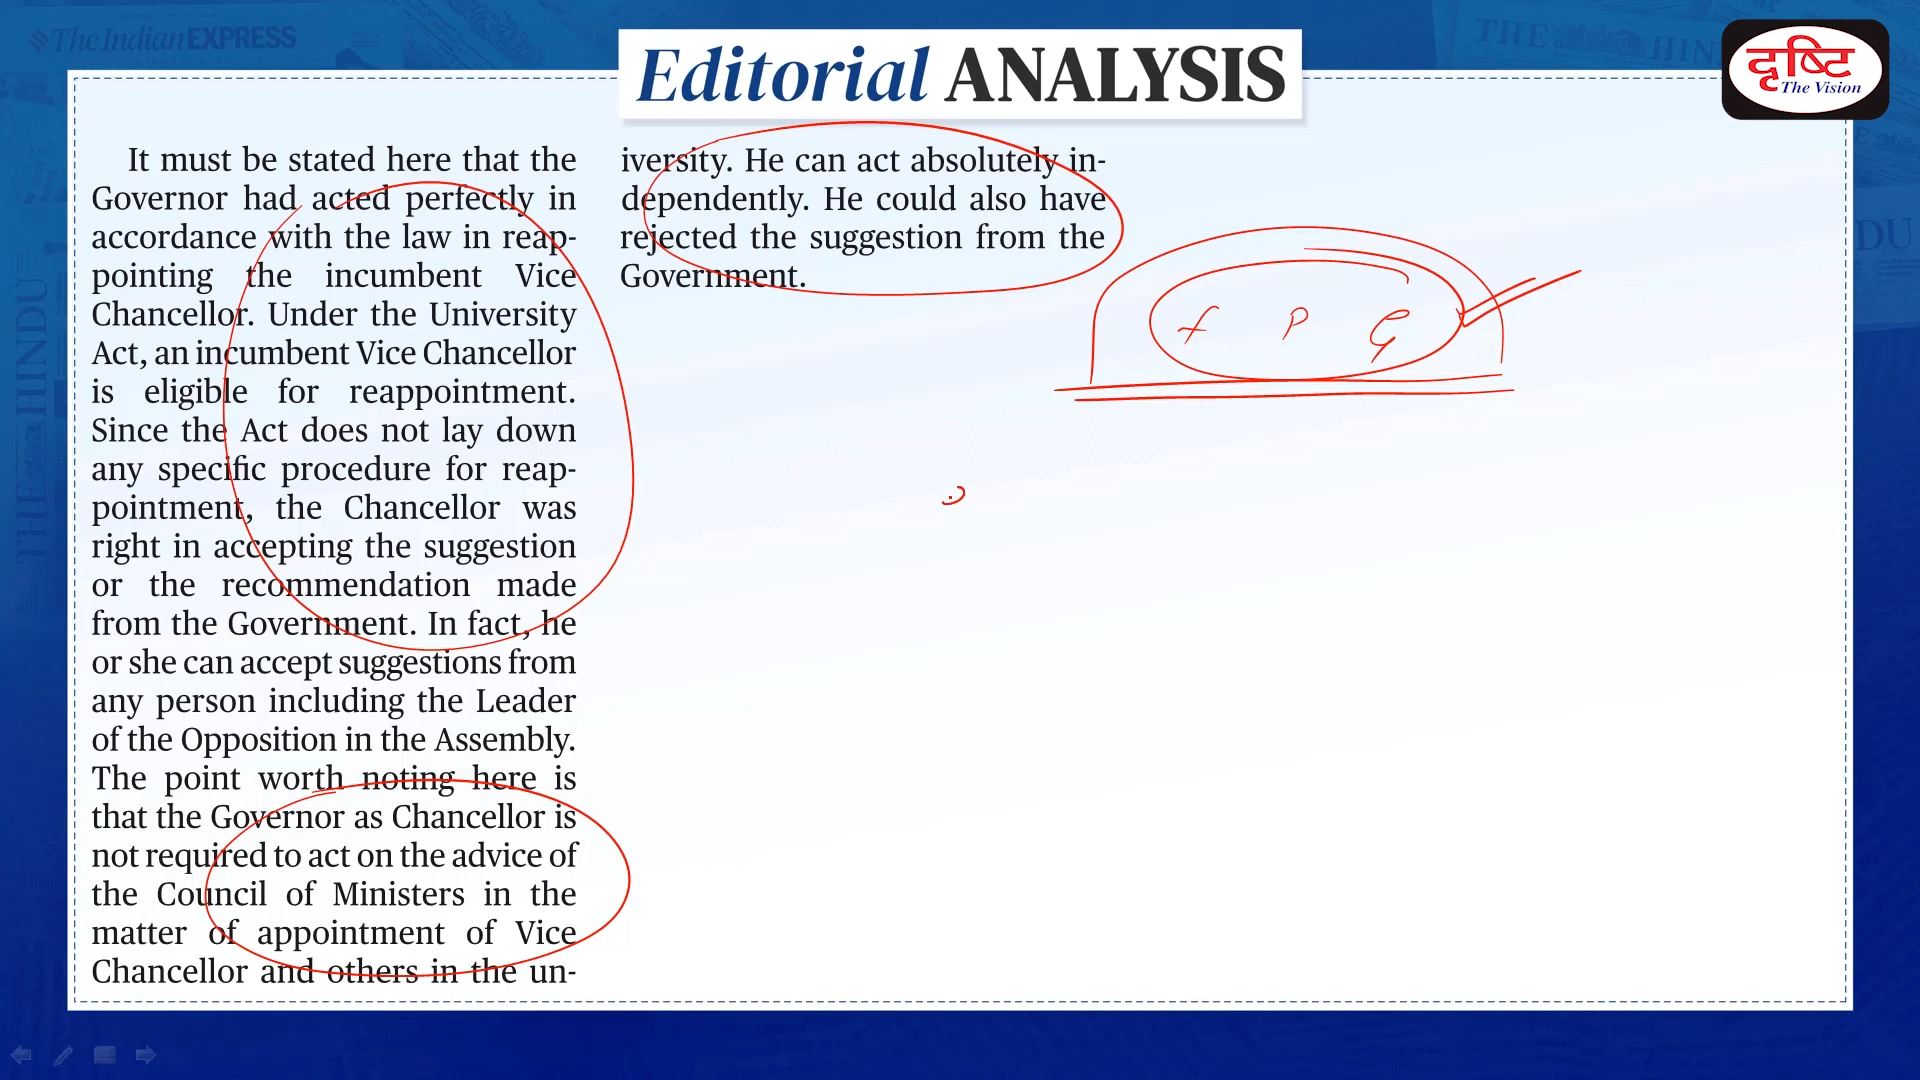 The Indian EXPRESS
Editorial ANALYSIS
दृष्टि
The Vision
It must be stated here that the
Governor had acted perfectly in
accordance with the law in reap-
pointing the incumbent Vice
Chancellor. Under the University
Act, an incumbent Vice Chancellor
is eligible for reappointment.
Since the Act does not lay down
any specific procedure for reap-
pointment, the Chancellor was
right in accepting the suggestion
or the recommendation made
from the Government. In fact, he
or she can accept suggestions from
any person including the Leader
of the Opposition in the Assembly.
The point worth noting here is
that the Governor as Chancellor is
not required to act on the advice of
the Council of Ministers in the
matter of appointment of Vice
Chancellor and others in the un-
iversity. He can act absolutely in-
dependently. He could also have
rejected the suggestion from the
Government.
f P
THE HINDU